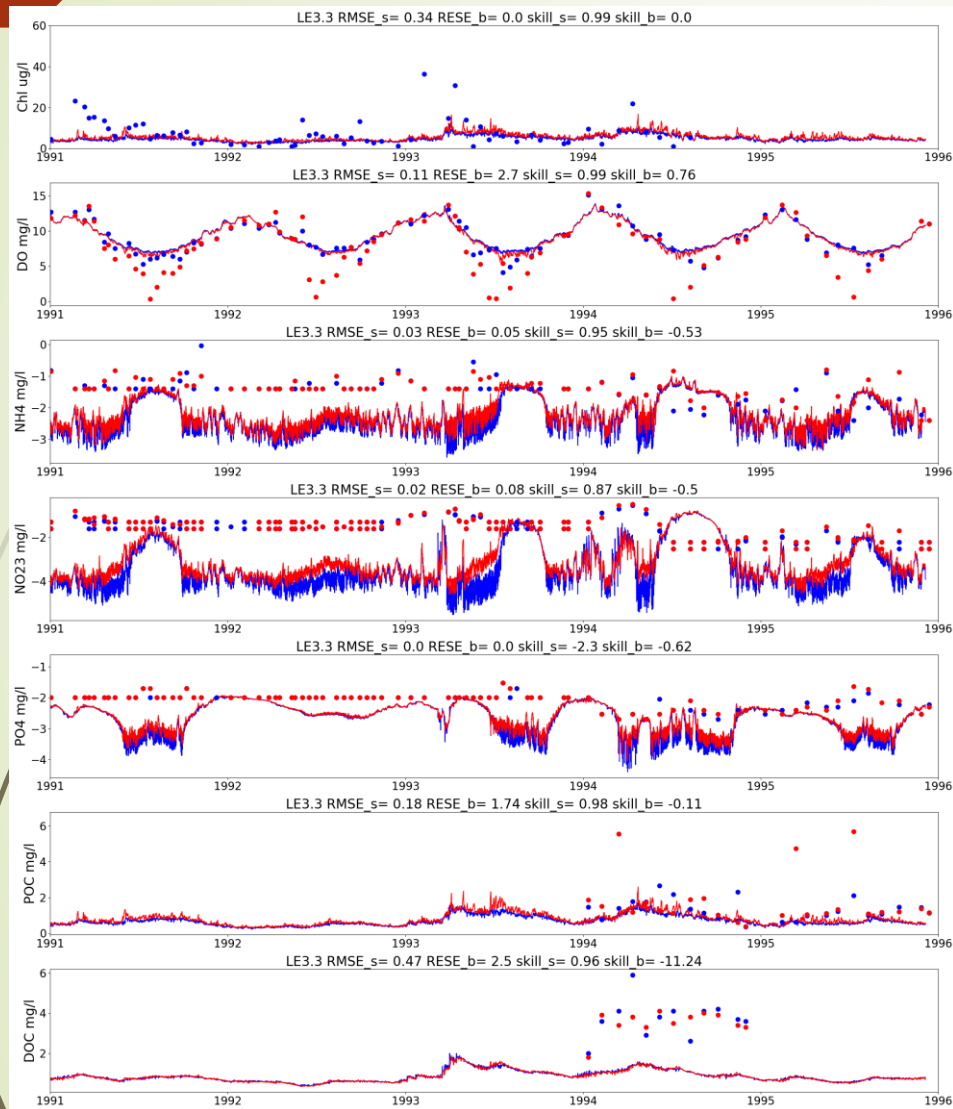 LE3.3 RMSE_s= 0.34 RESE_b= 0.0 skill_s= 0.99 skill_b= 0.0
Chl ug/l
60
40
20
0
1991 1992 1993 1994 1995 1996
LE3.3 RMSE_s= 0.11 RESE_b= 2.7 skill_s= 0.99 skill_b= 0.76
DO mg/l
15
10
5
0
1991 1992 1993 1994 1995 1996
LE3.3 RMSE_s= 0.03 RESE_b= 0.05 skill_s= 0.95 skill_b= -0.53
NH4 mg/l
0
−1
−2
−3
1991 1992 1993 1994 1995 1996
LE3.3 RMSE_s= 0.02 RESE_b= 0.08 skill_s= 0.87 skill_b= -0.5
NO23 mg/l
−2
−4
1991 1992 1993 1994 1995 1996
LE3.3 RMSE_s= 0.0 RESE_b= 0.0 skill_s= -2.3 skill_b= -0.62
PO4 mg/l
−1
−2
−3
−4
1991 1992 1993 1994 1995 1996
LE3.3 RMSE_s= 0.18 RESE_b= 1.74 skill_s= 0.98 skill_b= -0.11
POC mg/l
6
4
2
0
1991 1992 1993 1994 1995 1996
LE3.3 RMSE_s= 0.47 RESE_b= 2.5 skill_s= 0.96 skill_b= -11.24
DOC mg/l
6
4
2
1991 1992 1993 1994 1995 1996